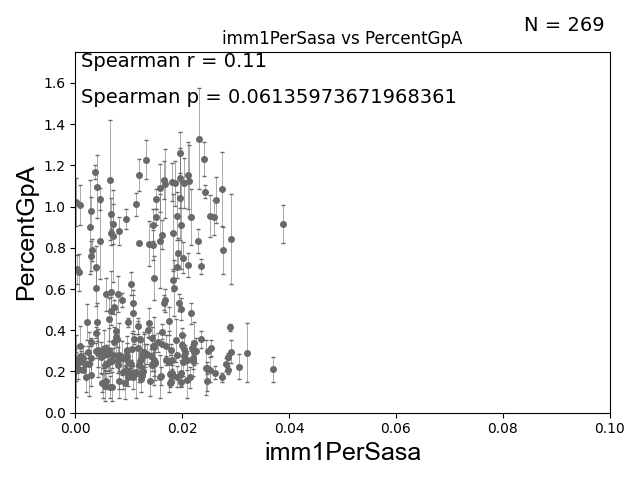 N = 269
imm1PerSasa vs PercentGpA
Spearman r = 0.11
Spearman p = 0.06135973671968361
PercentGpA
1.6
1.4
1.2
1.0
0.8
0.6
0.4
0.2
0.0
0.00 0.02 0.04 0.06 0.08 0.10
imm1PerSasa